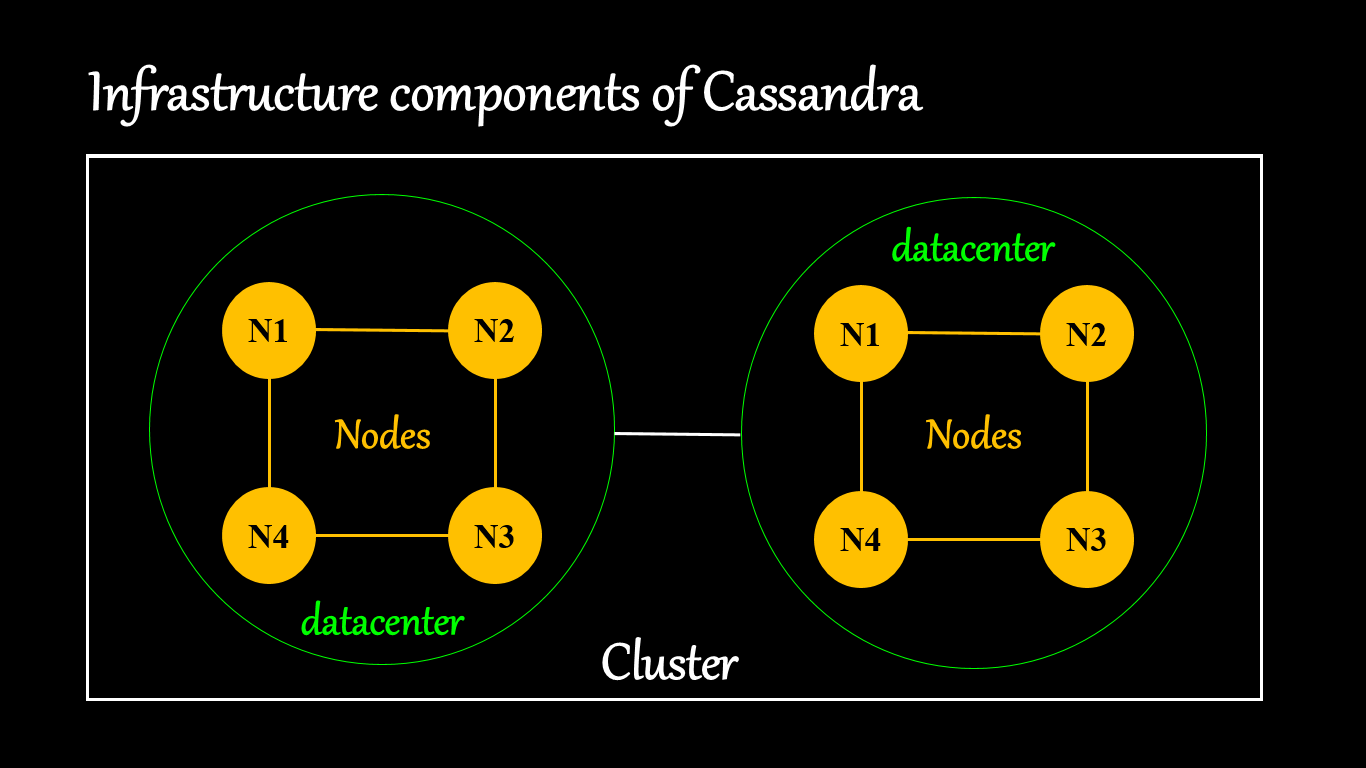 Infrastructure components of Cassandra
N1
N2
Nodes
N4
N3
datacenter
datacenter
N1
N2
Nodes
N4
N3
Cluster